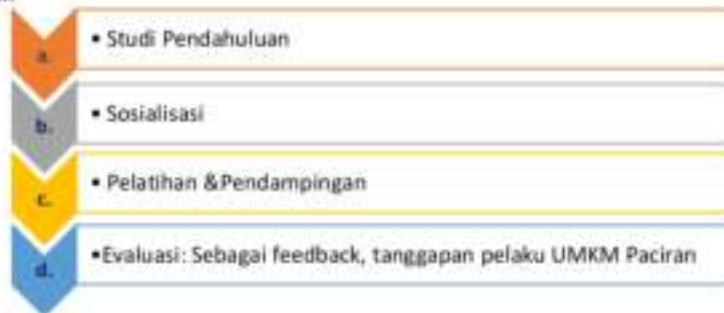 a.
• Studi Pendahuluan
b.
• Sosialisasi
c.
• Pelatihan &Pendampingan
d.
•Evaluasi: Sebagai feedback, tanggapan pelaku UMKM Paciran